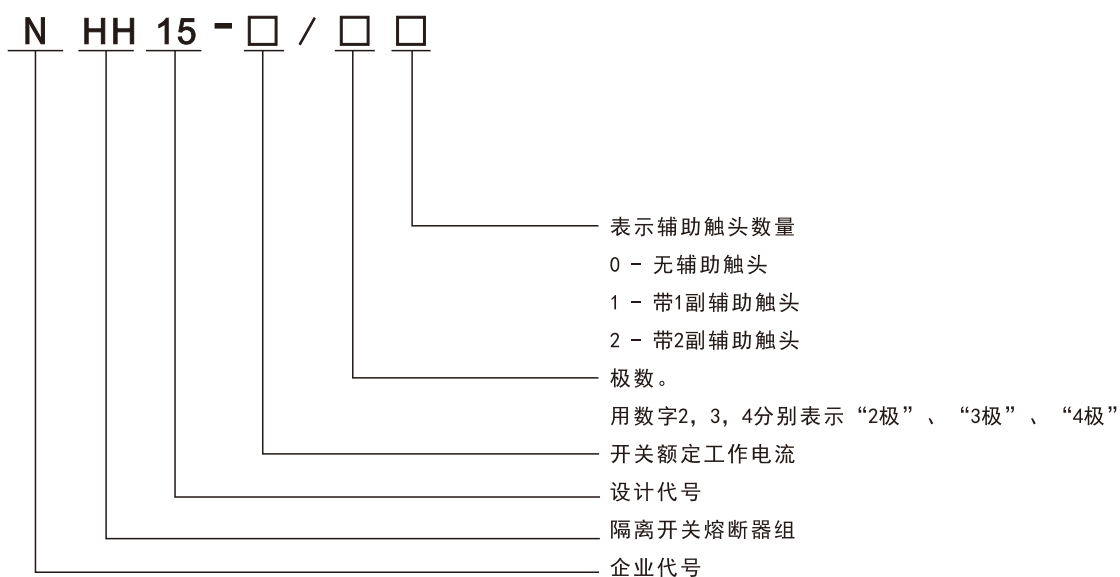 N HH 15-□/□□
表示辅助触头数量
0 - 无辅助触头
1 - 带1副辅助触头
2 - 带2副辅助触头
极数。
用数字2，3，4分别表示“2极”、“3极”、“4极”
开关额定工作电流
设计代号
隔离开关熔断器组
企业代号